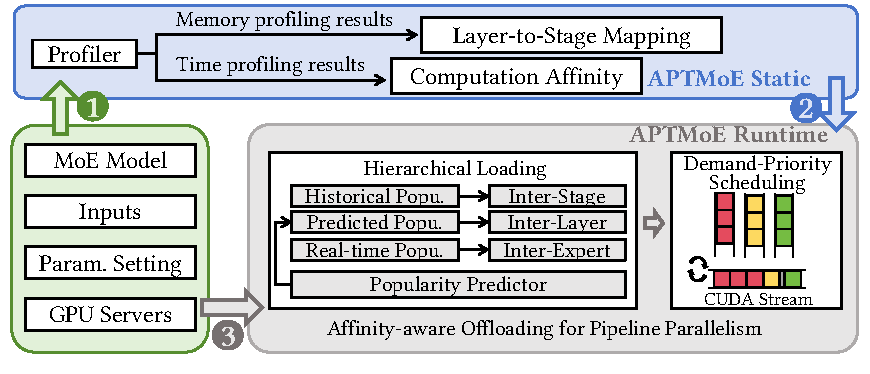 Memory profiling results
Profiler
Layer-to-Stage Mapping
Time profiling results
Computation Affinity
APTMoE Static
1
2
MoE Model
Inputs
Param. Setting
GPU Servers
3
APTMoE Runtime
Hierarchical Loading
Historical Popu.
Inter-Stage
Predicted Popu.
Inter-Layer
Real-time Popu.
Inter-Expert
Popularity Predictor
Demand-Priority
Scheduling
CUDA Stream
Affinity-aware Offloading for Pipeline Parallelism